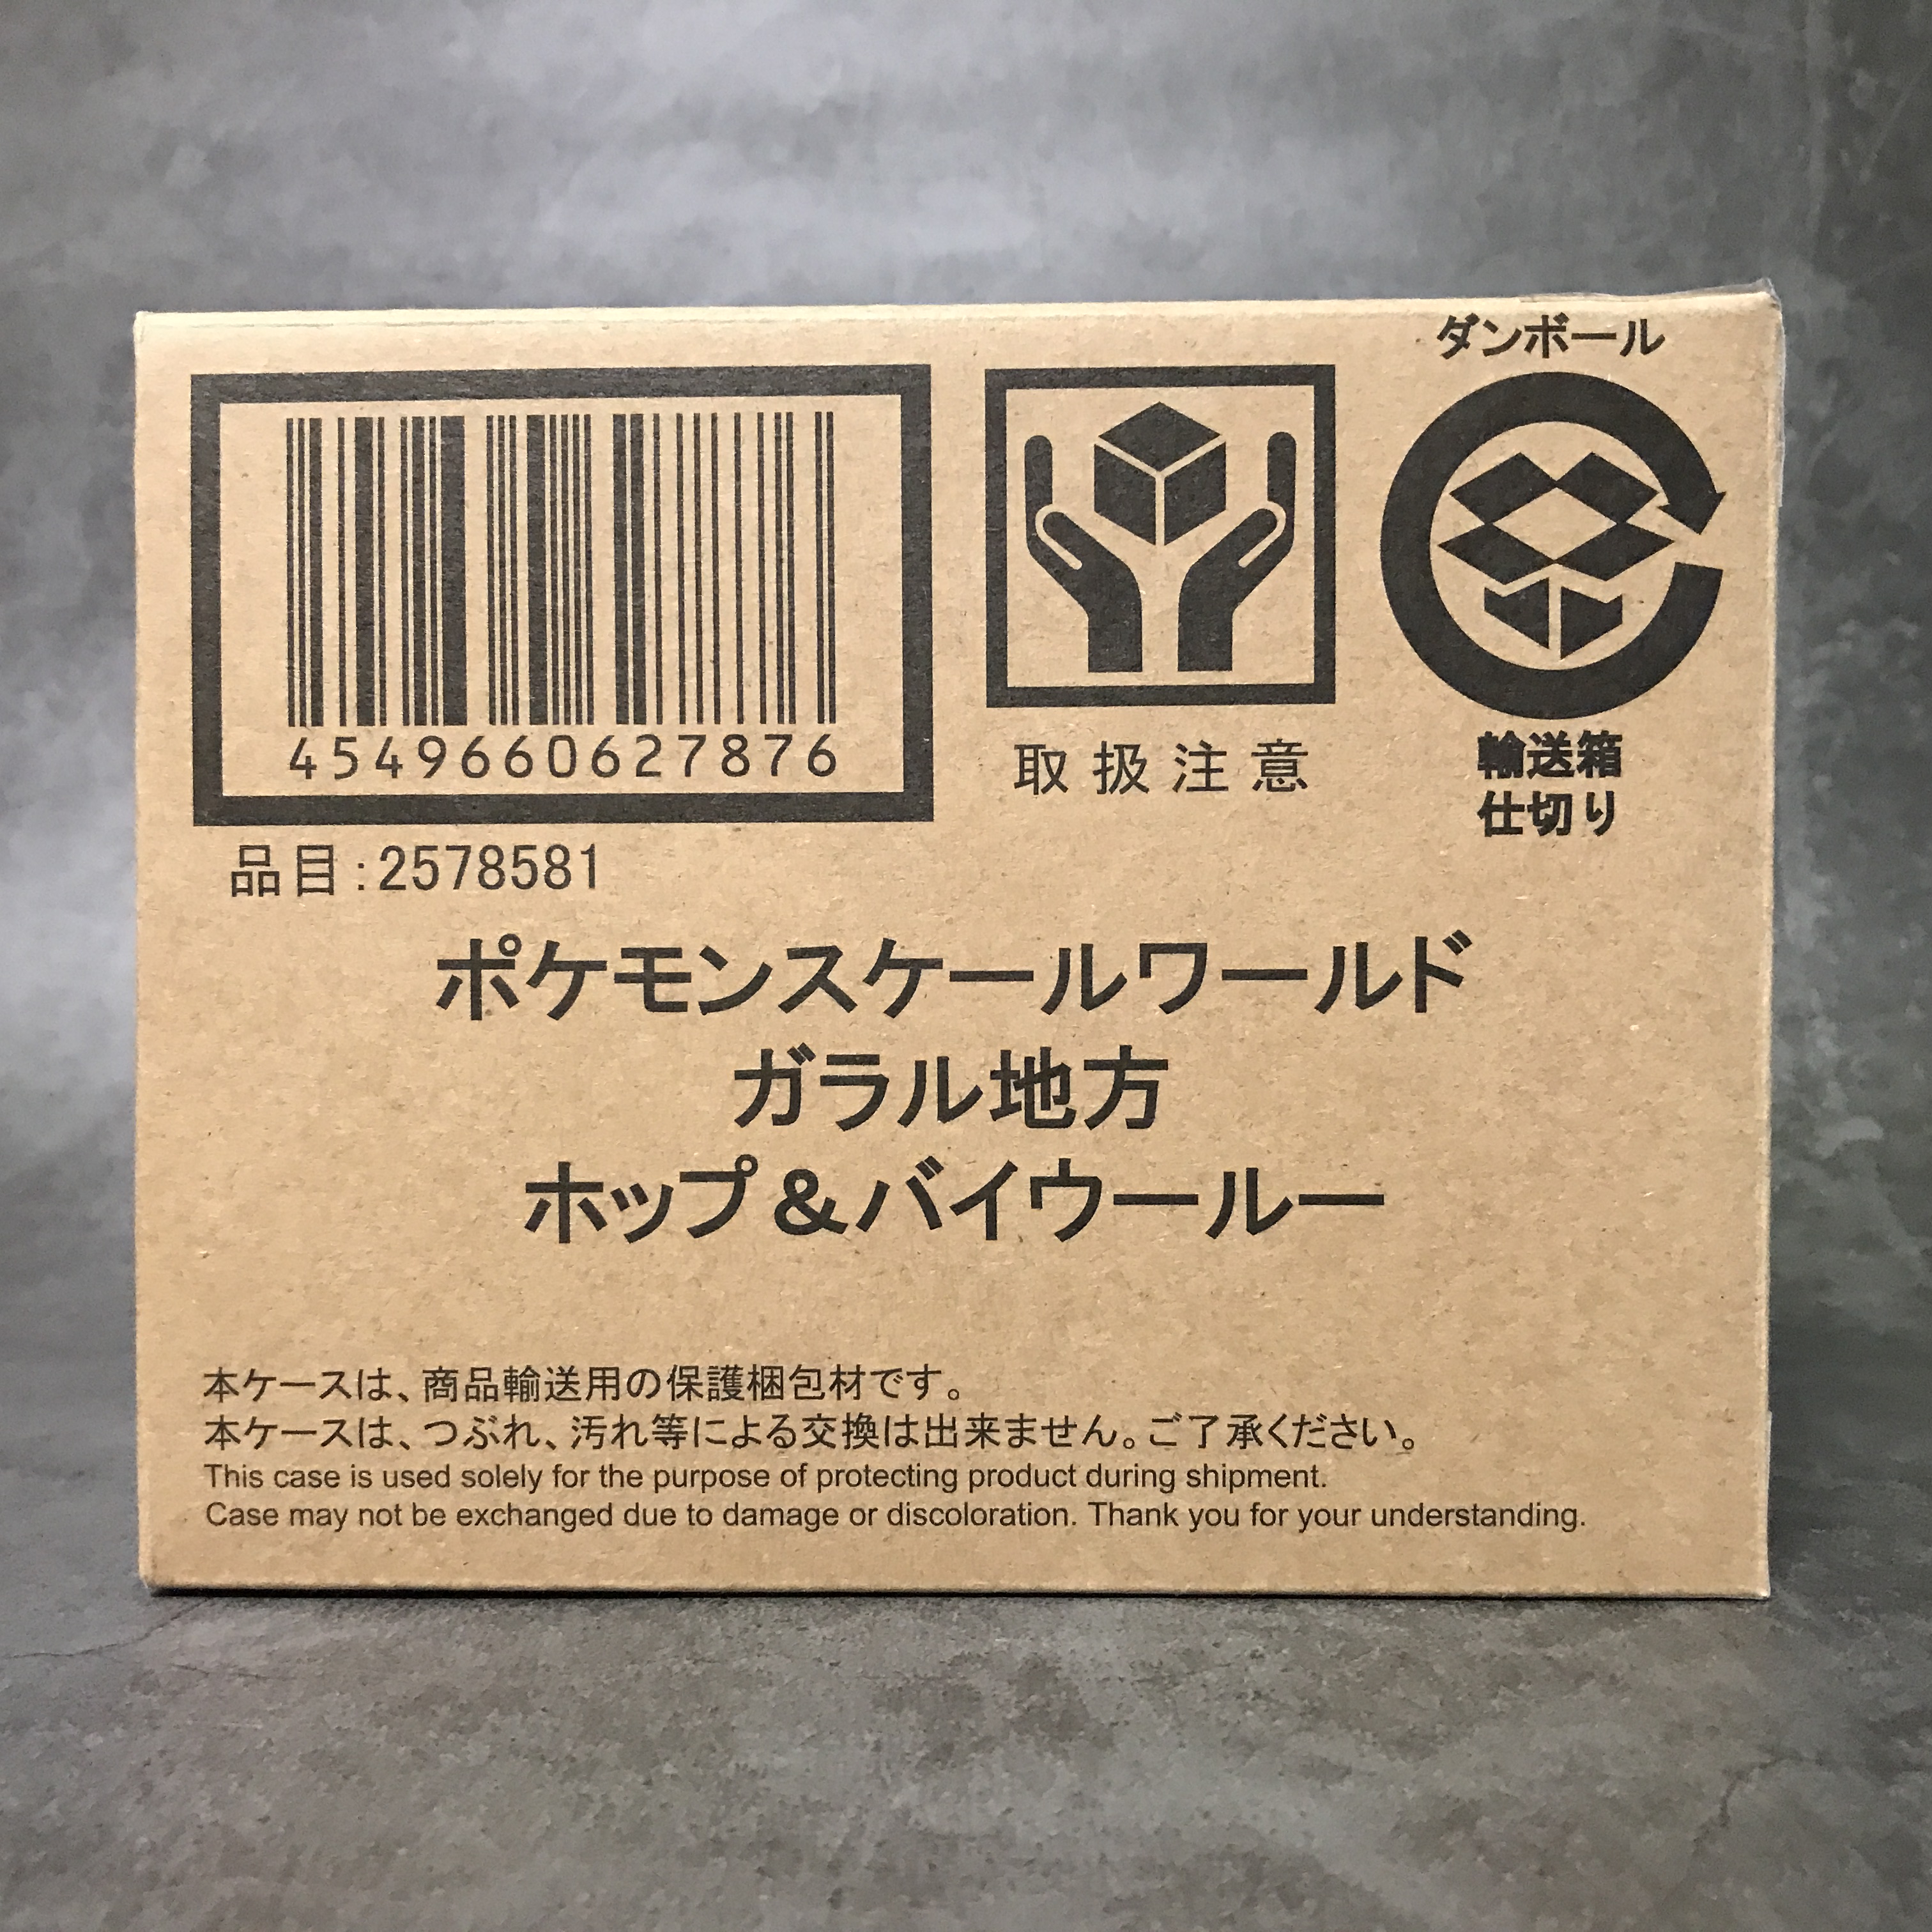 ダンボール
4549660627876
取扱注意
輸送箱
仕切り
品目:2578581
ポケモンスケールワールド
ガラル地方
ホップ&バイウールー
本ケースは、商品輸送用の保護梱包材です。
本ケースは、つぶれ、汚れ等による交換は出来ません。ご了承ください。
This case is used solely for the purpose of protecting product during shipment.
Case may not be exchanged due to damage or discoloration. Thank you for your understanding.